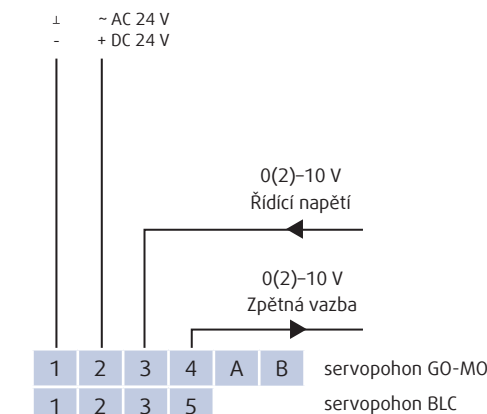 ⊥ ~ AC 24 V
- + DC 24 V
0(2)–10 V
Řídící napětí
0(2)–10 V
Zpětná vazba
1 2 3 4 A B servopohon GO-MO
1 2 3 5 servopohon BLC